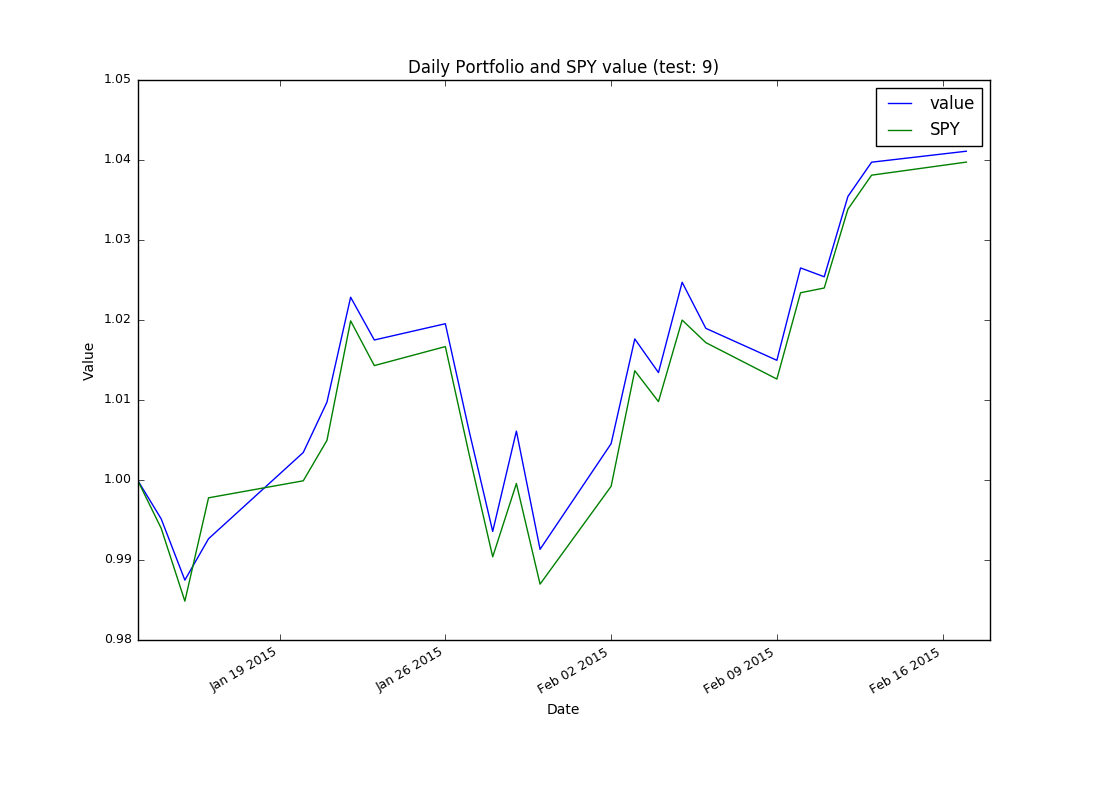 Daily Portfolio and SPY value (test: 9)
1.05
1.04
1.03
1.02
1.01
1.00
0.99
0.98
Value
value
SPY
Jan 19 2015
Jan 26 2015
Feb 02 2015
Feb 09 2015
Feb 16 2015
Date